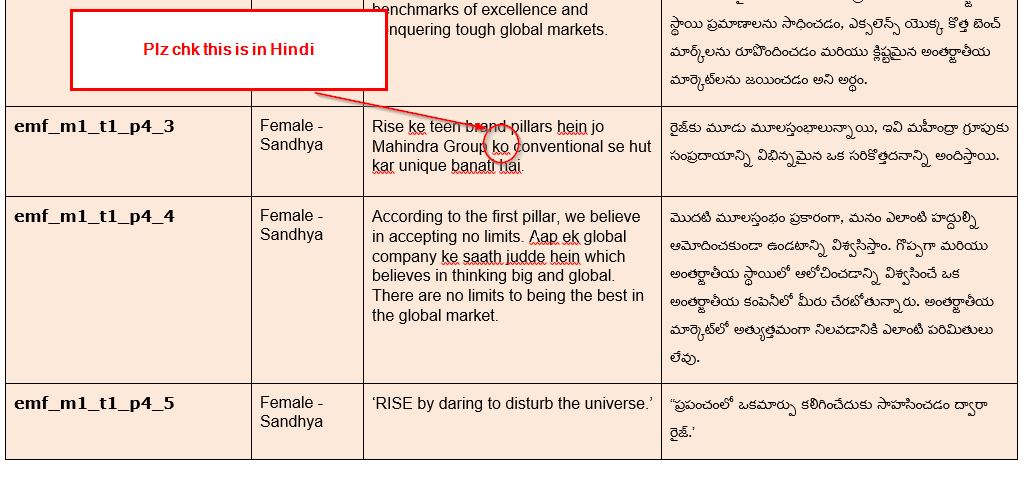 benchmarks of excellence and
conquering tough global markets.
స్థాయి ప్రమాణాలను సాధించడం, ఎక్సలెన్స్ యొక్క కొత్త బెంచ్
మార్క్‌లను రూపొందించడం మరియు క్లిష్టమైన అంతర్జాతీయ
మార్కెట్‌లను జయించడం అని అర్థం.
Plz chk this is in Hindi
emf_m1_t1_p4_3
Female -
Sandhya
Rise ke teen brand pillars hein jo
Mahindra Group ko conventional se hut
kar unique banati hai.
రైజ్‌కు మూడు మూలస్తంభాలున్నాయి, ఇవి మహీంద్రా గ్రూపుకు
సంప్రదాయాన్ని విభిన్నమైన ఒక సరికొత్తదనాన్ని అందిస్తాయి.
emf_m1_t1_p4_4
Female -
Sandhya
According to the first pillar, we believe
in accepting no limits. Aap ek global
company ke saath judde hein which
believes in thinking big and global.
There are no limits to being the best in
the global market.
మొదటి మూలస్తంభం ప్రకారంగా, మనం ఎలాంటి హద్దుల్ని
ఆమోదించకుండా ఉండటాన్ని విశ్వసిస్తాం. గొప్పగా మరియు
అంతర్జాతీయ స్థాయిలో ఆలోచించడాన్ని విశ్వసించే ఒక
అంతర్జాతీయ కంపెనీలో మీరు చేరబోతున్నారు. అంతర్జాతీయ
మార్కెట్‌లో అత్యుత్తమంగా నిలవడానికి ఎలాంటి పరిమితులు
లేవు.
emf_m1_t1_p4_5
Female -
Sandhya
‘RISE by daring to disturb the universe.’
“ప్రపంచంలో ఒకమార్పు కలిగించేదుకు సాహసించడం ద్వారా
రైజ్.’